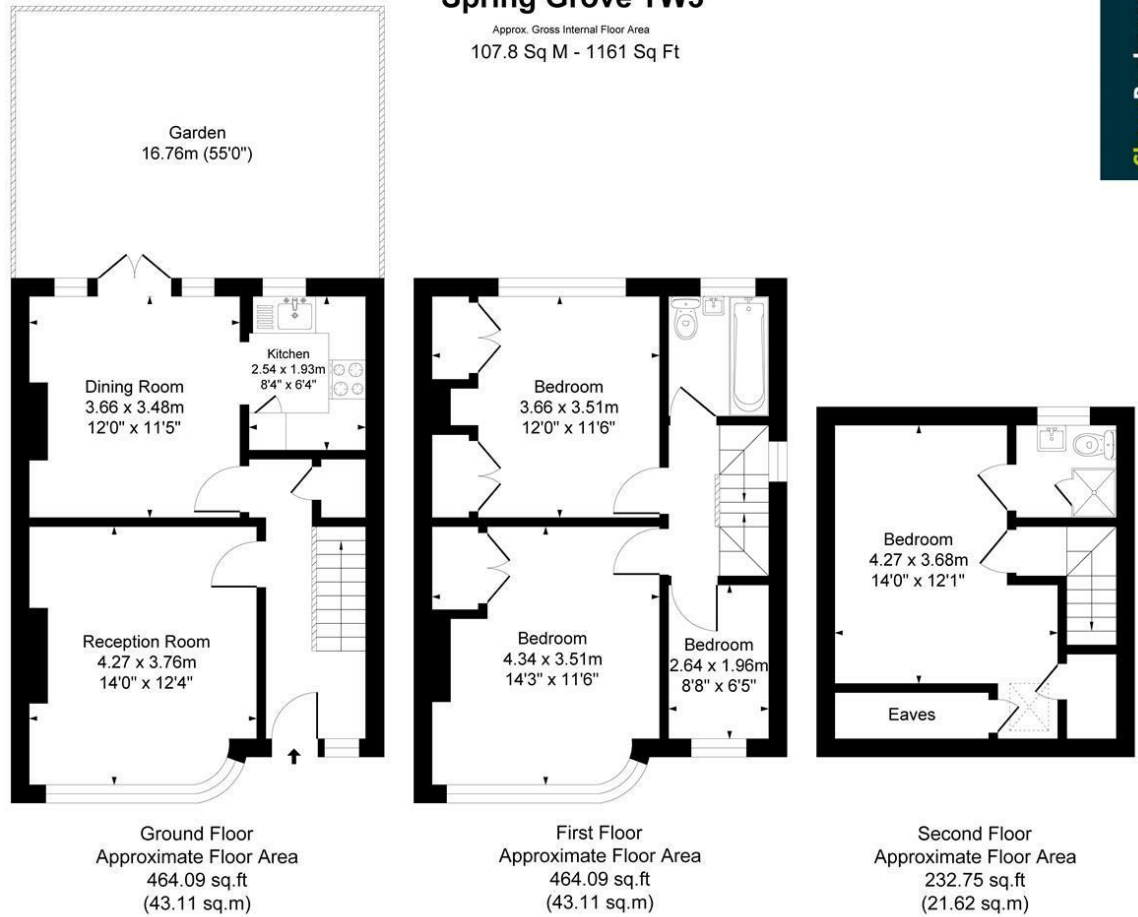 Spring Grove TW3
Approx. Gross Internal Floor Area
107.8 Sq M - 1161 Sq Ft
Garden
16.76m (55'0")
Kitchen
2.54 x 1.93m
8'4" x 6'4"
Dining Room
3.66 x 3.48m
12'0" x 11'5"
Reception Room
4.27 x 3.76m
14'0" x 12'4"
Bedroom
3.66 x 3.51m
12'0" x 11'6"
Bedroom
4.34 x 3.51m
14'3" x 11'6"
Bedroom
2.64 x 1.96m
8'8" x 6'5"
Bedroom
4.27 x 3.68m
14'0" x 12'1"
Eaves
Ground Floor
Approximate Floor Area
464.09 sq.ft
(43.11 sq.m)
First Floor
Approximate Floor Area
464.09 sq.ft
(43.11 sq.m)
Second Floor
Approximate Floor Area
232.75 sq.ft
(21.62 sq.m)